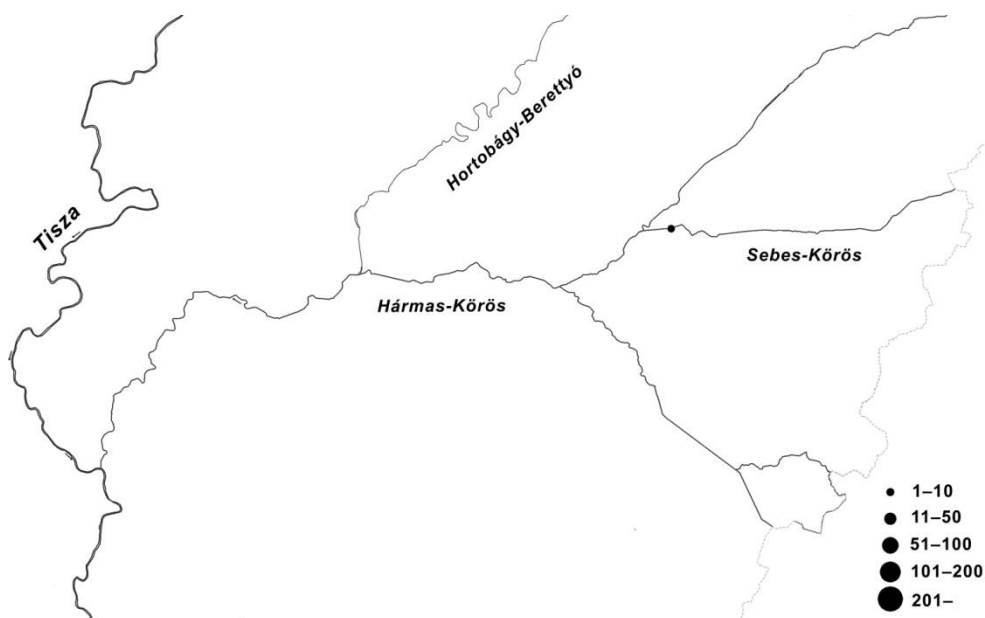 Tisza
Hortobágy-Berettyó
Sebes-Körös
Hármas-Körös
1–10
11–50
51–100
101–200
201–